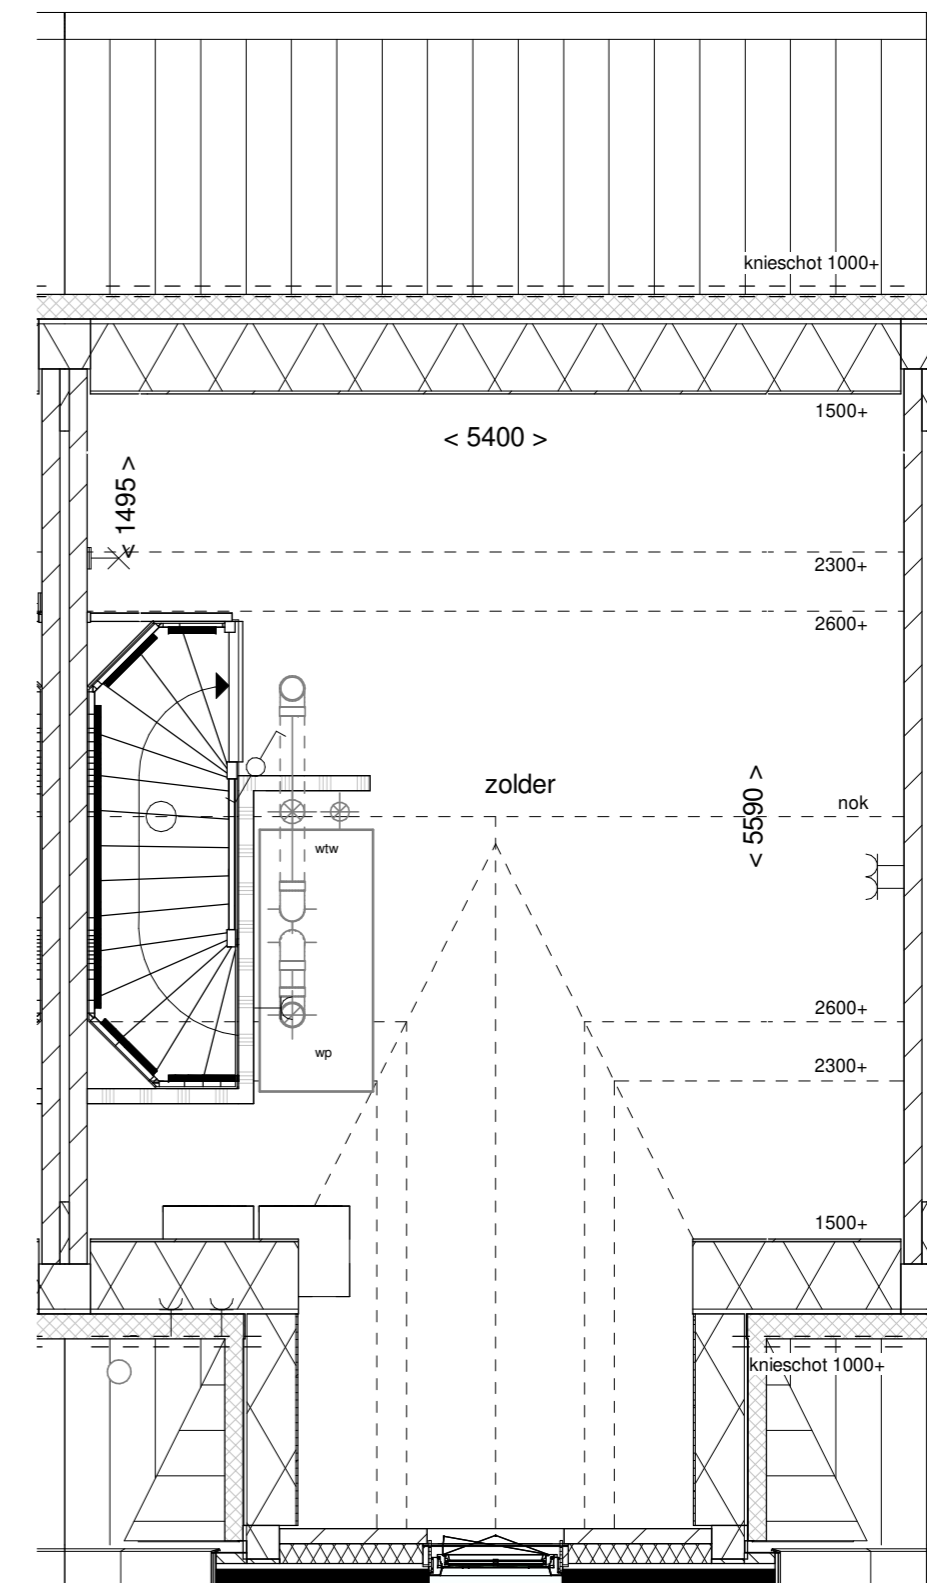 knieschot 1000+
1500+
< 5400 >
< 1495 >
2300+
2600+
zolder
< 5590 >
nok
wtw
2600+
wp
2300+
1500+
knieschot 1000+